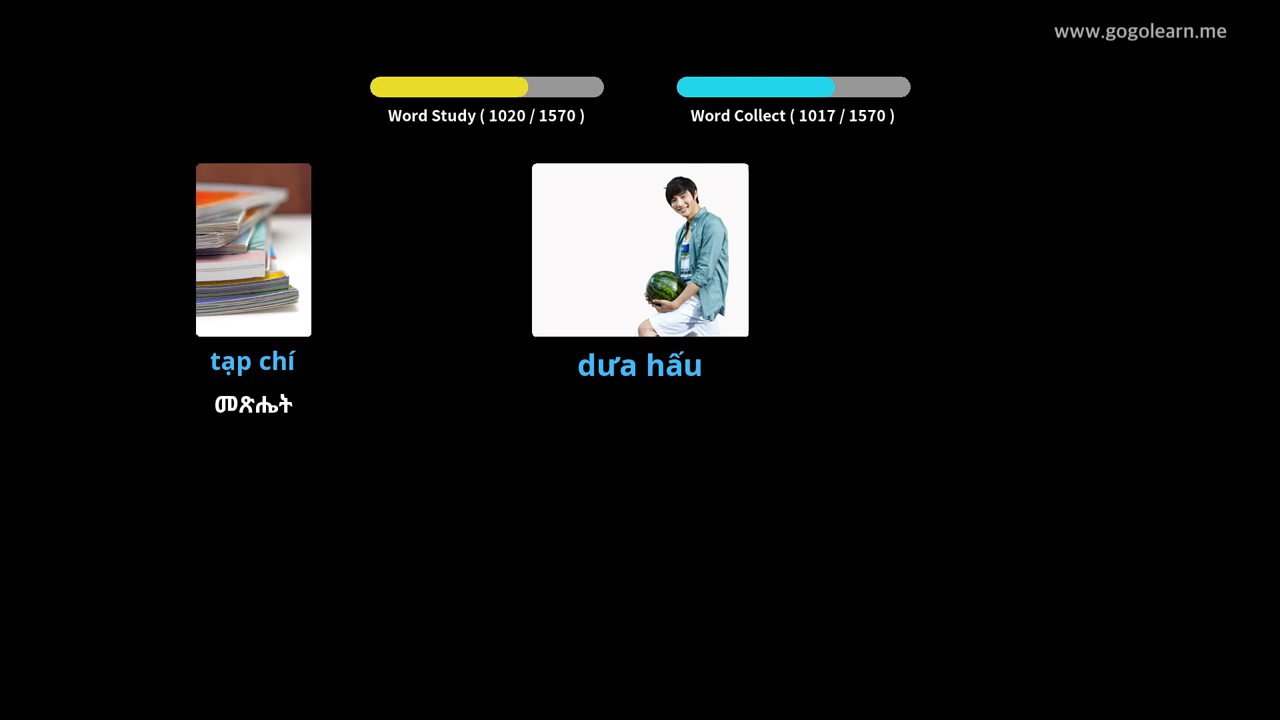 www.gogolearn.me
Word Study ( 1020 / 1570 )
Word Collect ( 1017 / 1570 )
tạp chí
መጽሔት
dưa hấu